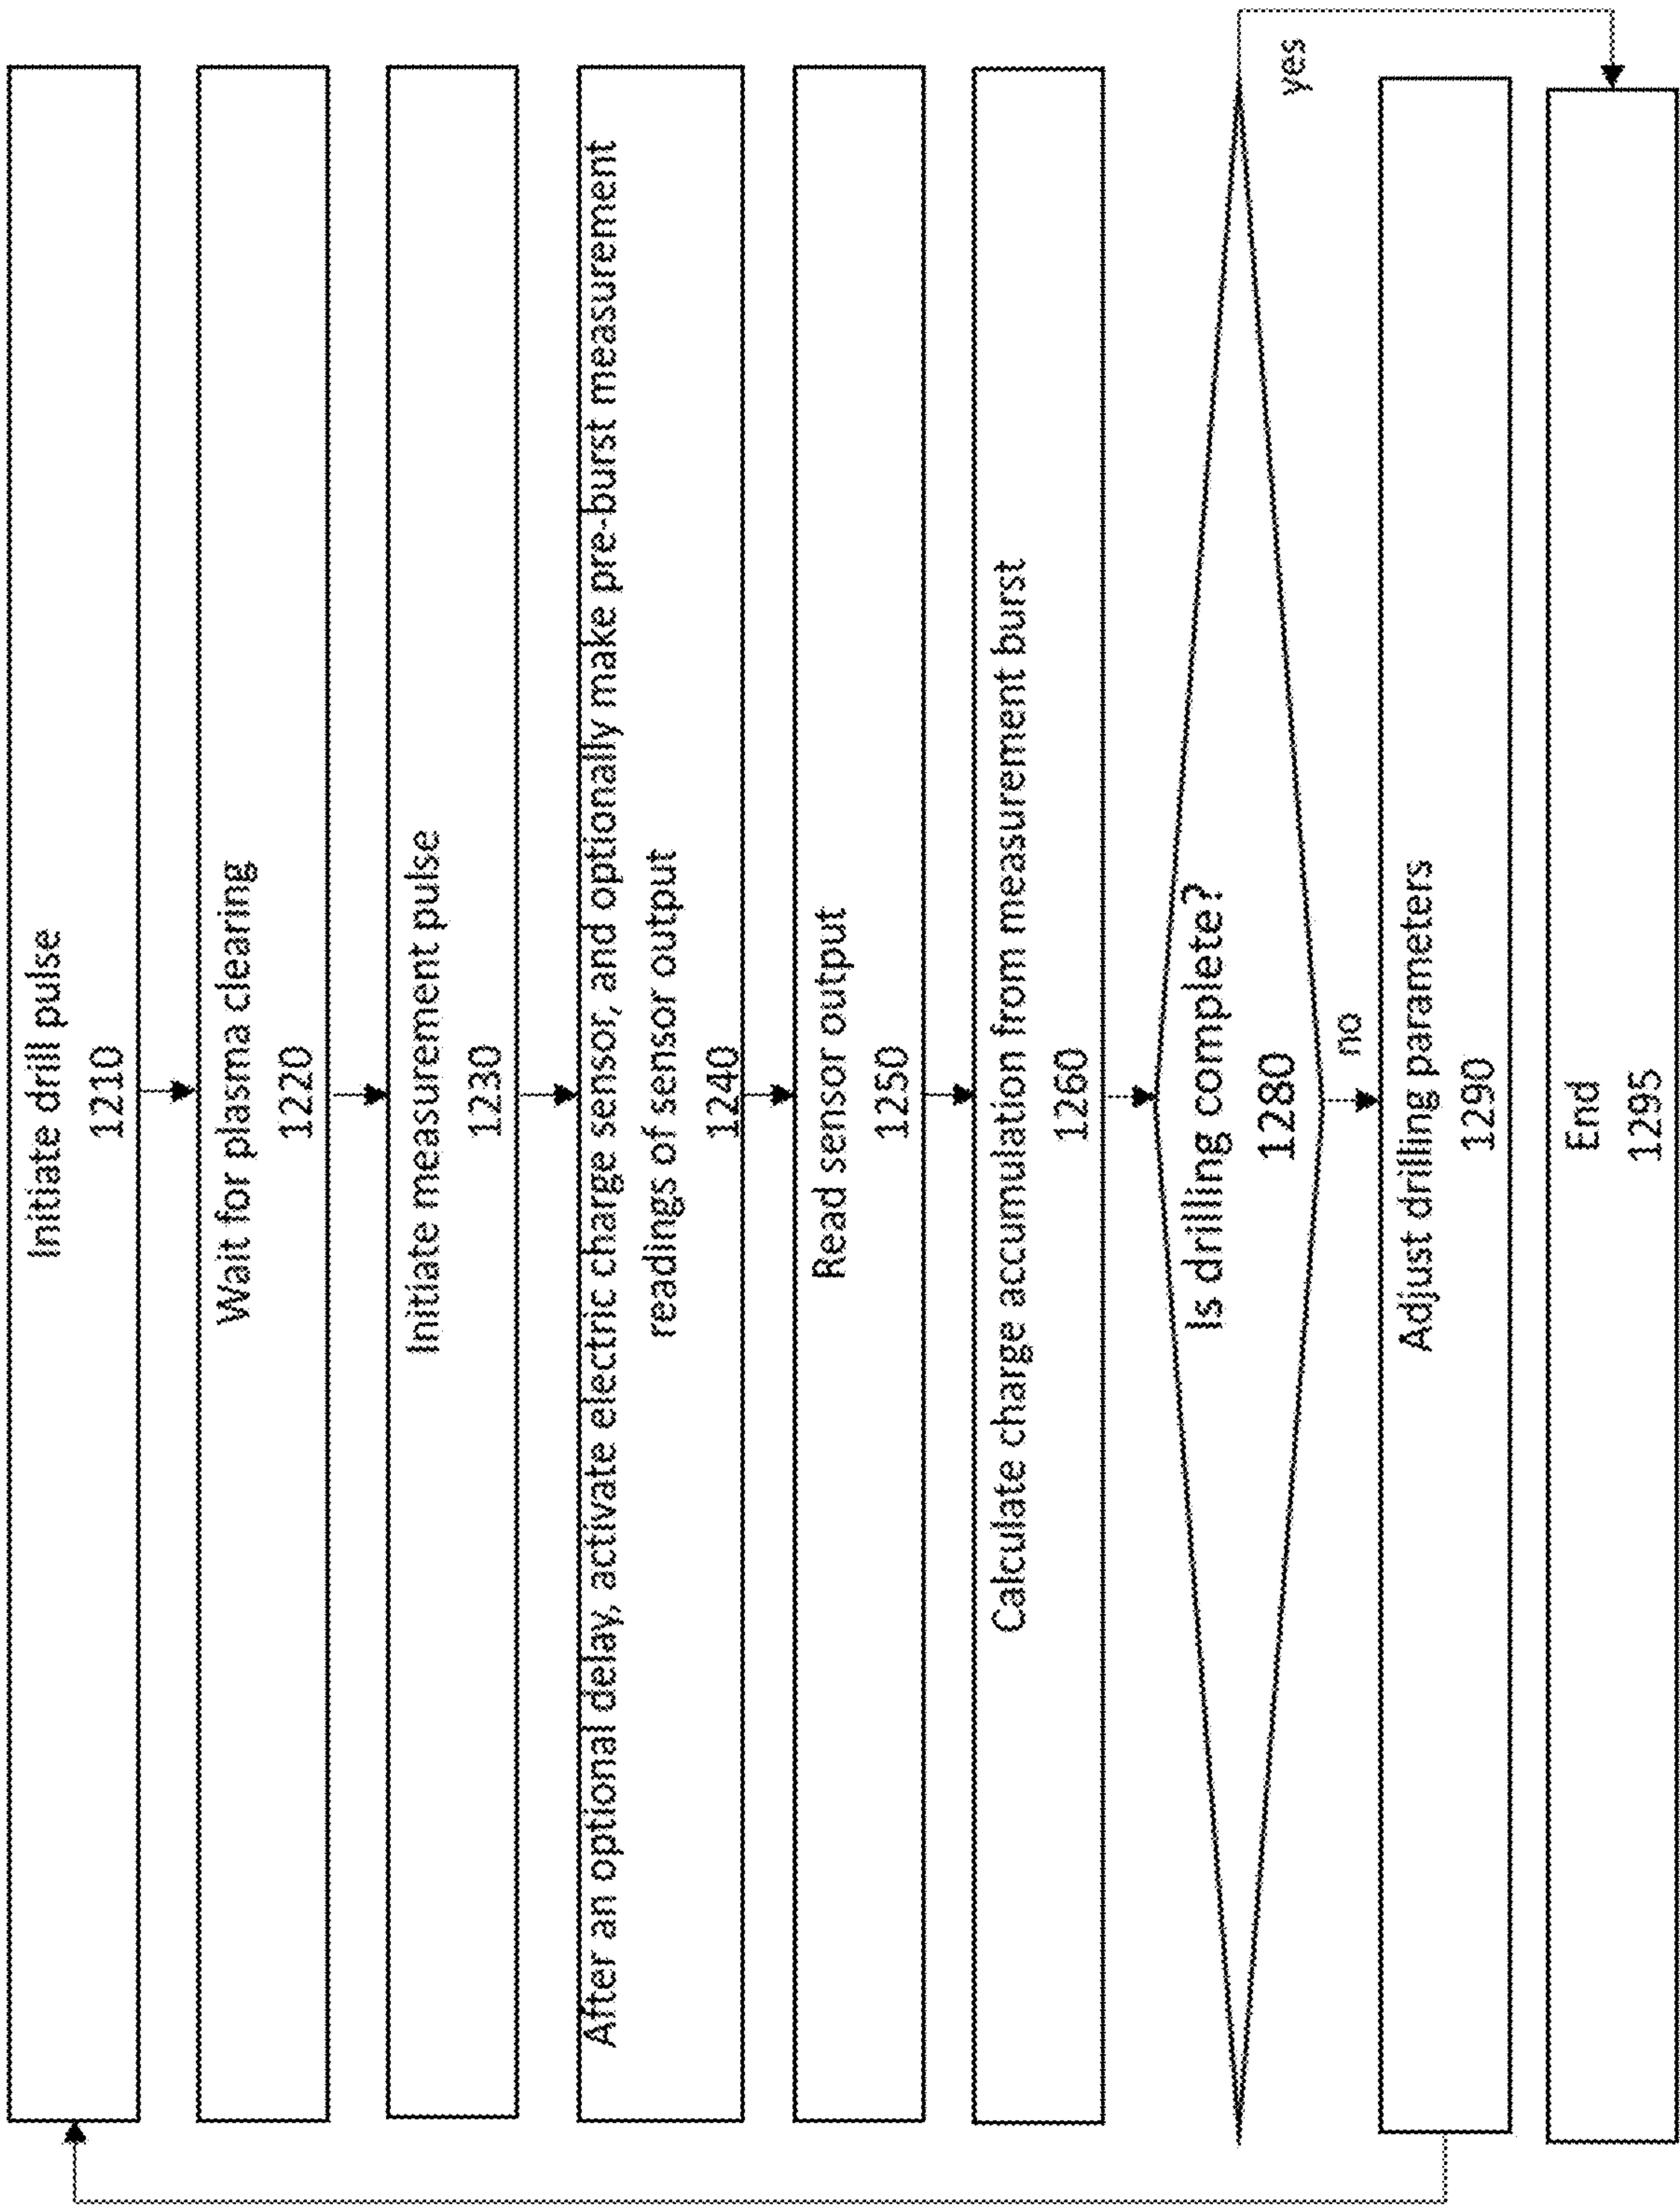 Initiate drill pulse
1210
Wait for plasma clearing
1220
Initiate measurement pulse
1230
After an optional delay, activate electric charge sensor, and optionally make pre-burst measurement
readings of sensor output
1240
Read sensor output
1250
Calculate charge accumulation from measurement burst
1260
Is drilling complete?
1280
yes
no
Adjust drilling parameters
1290
End
1295